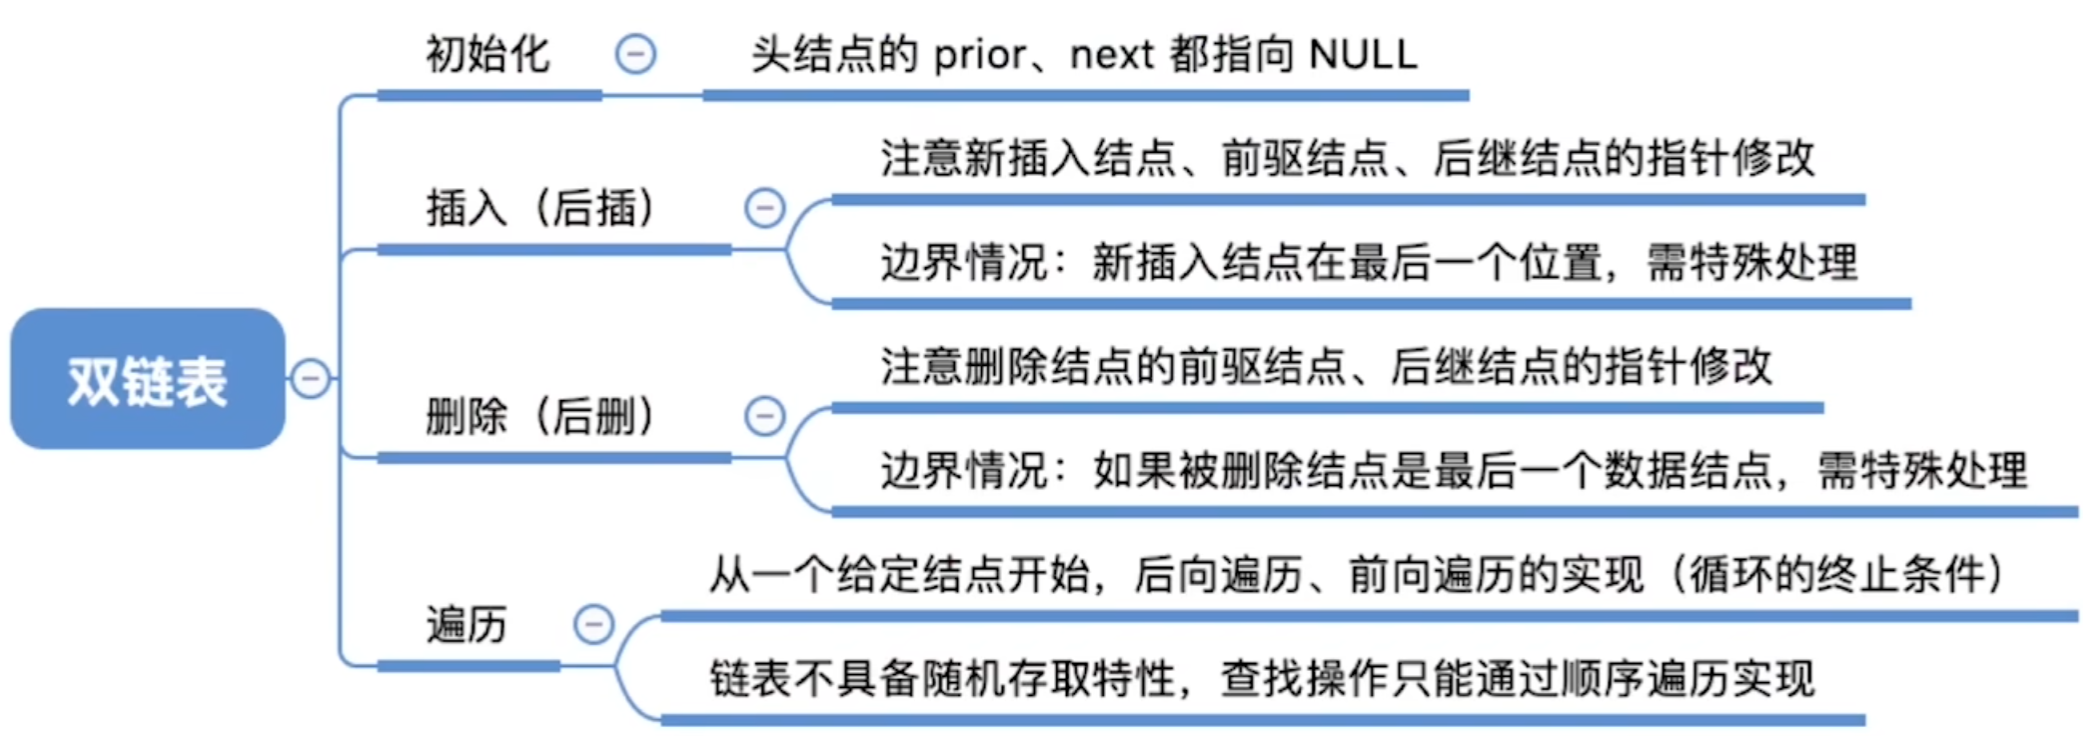 双链表
初始化
头结点的 prior、next 都指向 NULL
插入（后插）
注意新插入结点、前驱结点、后继结点的指针修改
边界情况：新插入结点在最后一个位置，需特殊处理
删除（后删）
注意删除结点的前驱结点、后继结点的指针修改
边界情况：如果被删除结点是最后一个数据结点，需特殊处理
遍历
从一个给定结点开始，后向遍历、前向遍历的实现（循环的终止条件）
链表不具备随机存取特性，查找操作只能通过顺序遍历实现